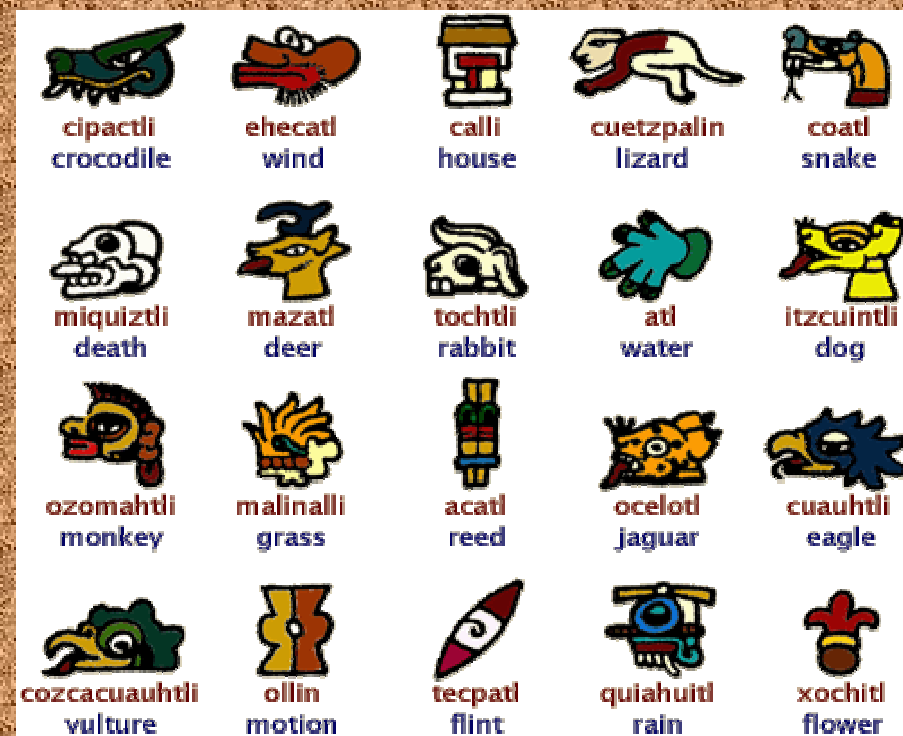 cipactli ehecatl calli cuetzpalin coatl
crocodile wind house lizard snake
miquiztli mazatl tochtli atl itzcuintli
death deer rabbit water dog
ozomahtli malinalli acatl ocelotl cuauhtli
monkey grass reed jaguar eagle
cozcacuauhtli ollin tecpatl quiahuitl xochitl
vulture motion flint rain flower